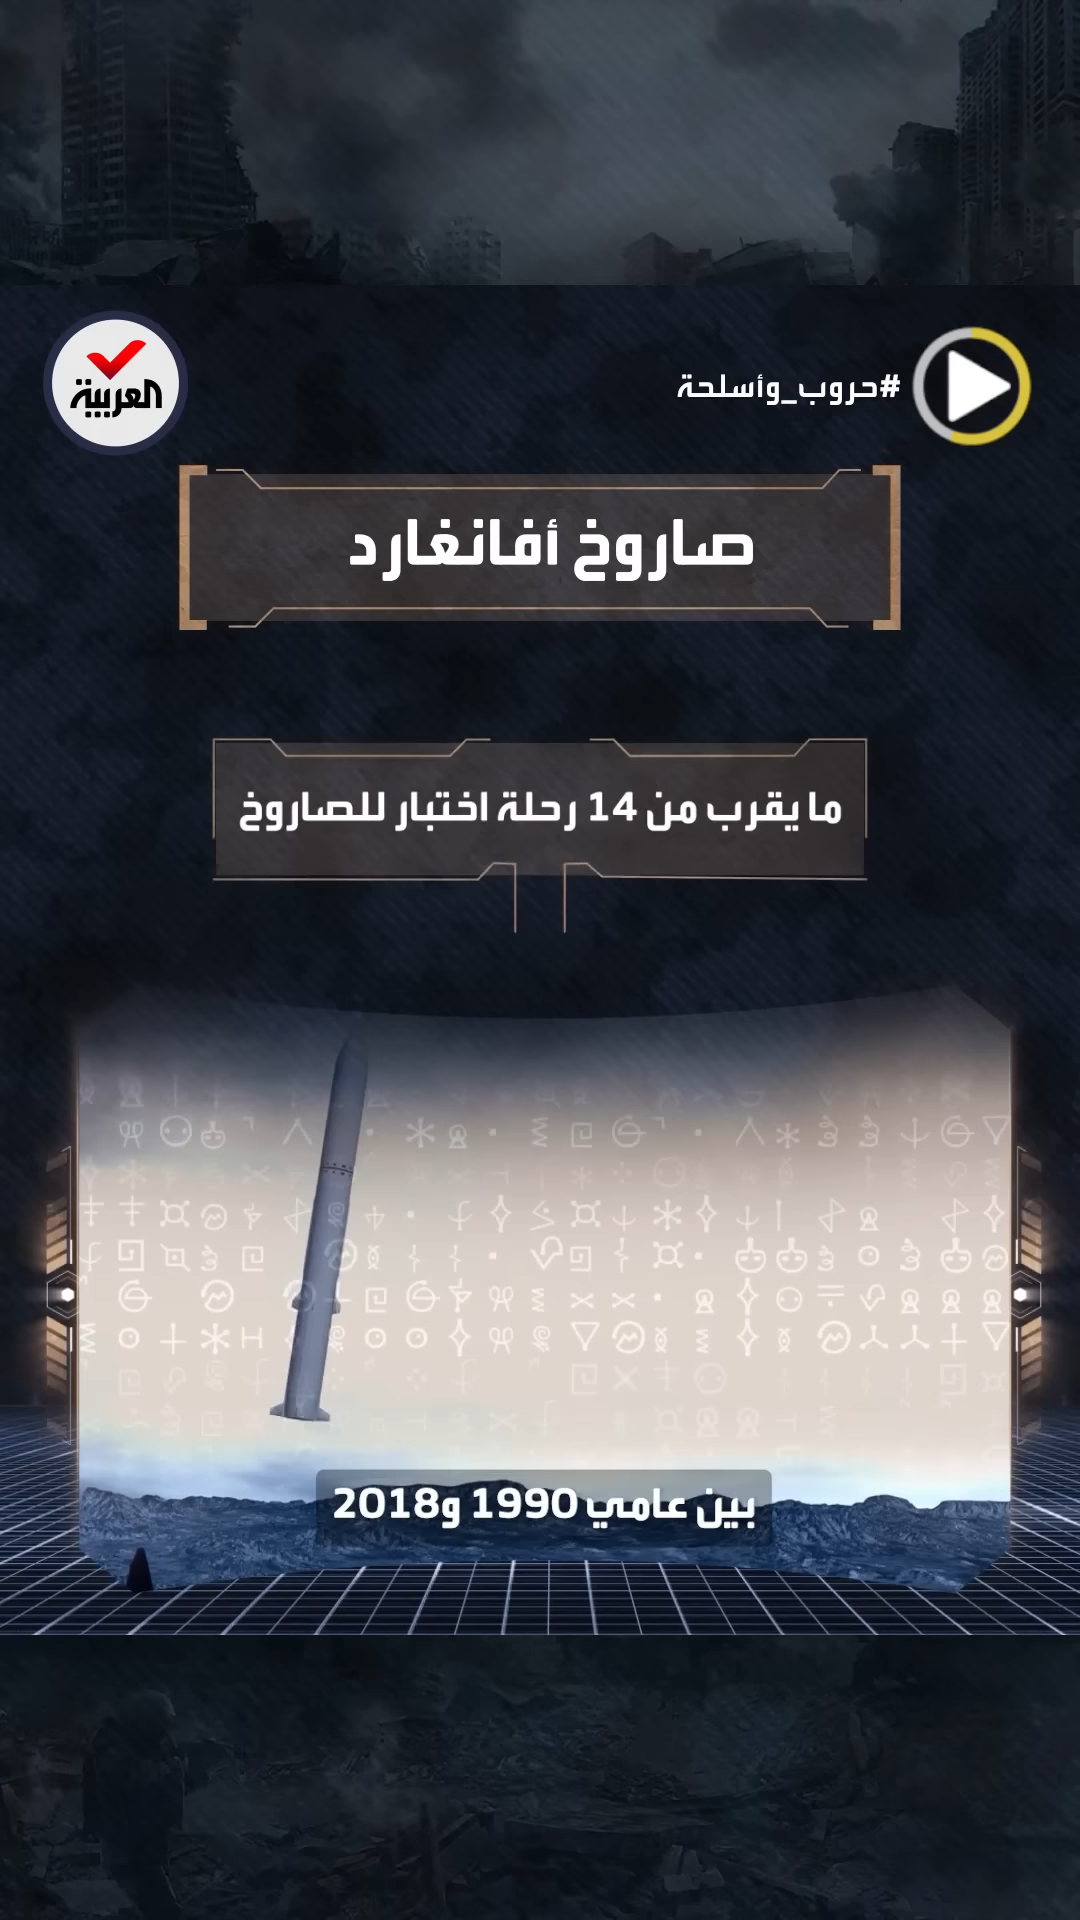 العربية
#حروب_وأسلحة
صاروخ أفانغارد
ما يقرب من 14 رحلة اختبار للصاروخ
بين عامي 1990 و2018